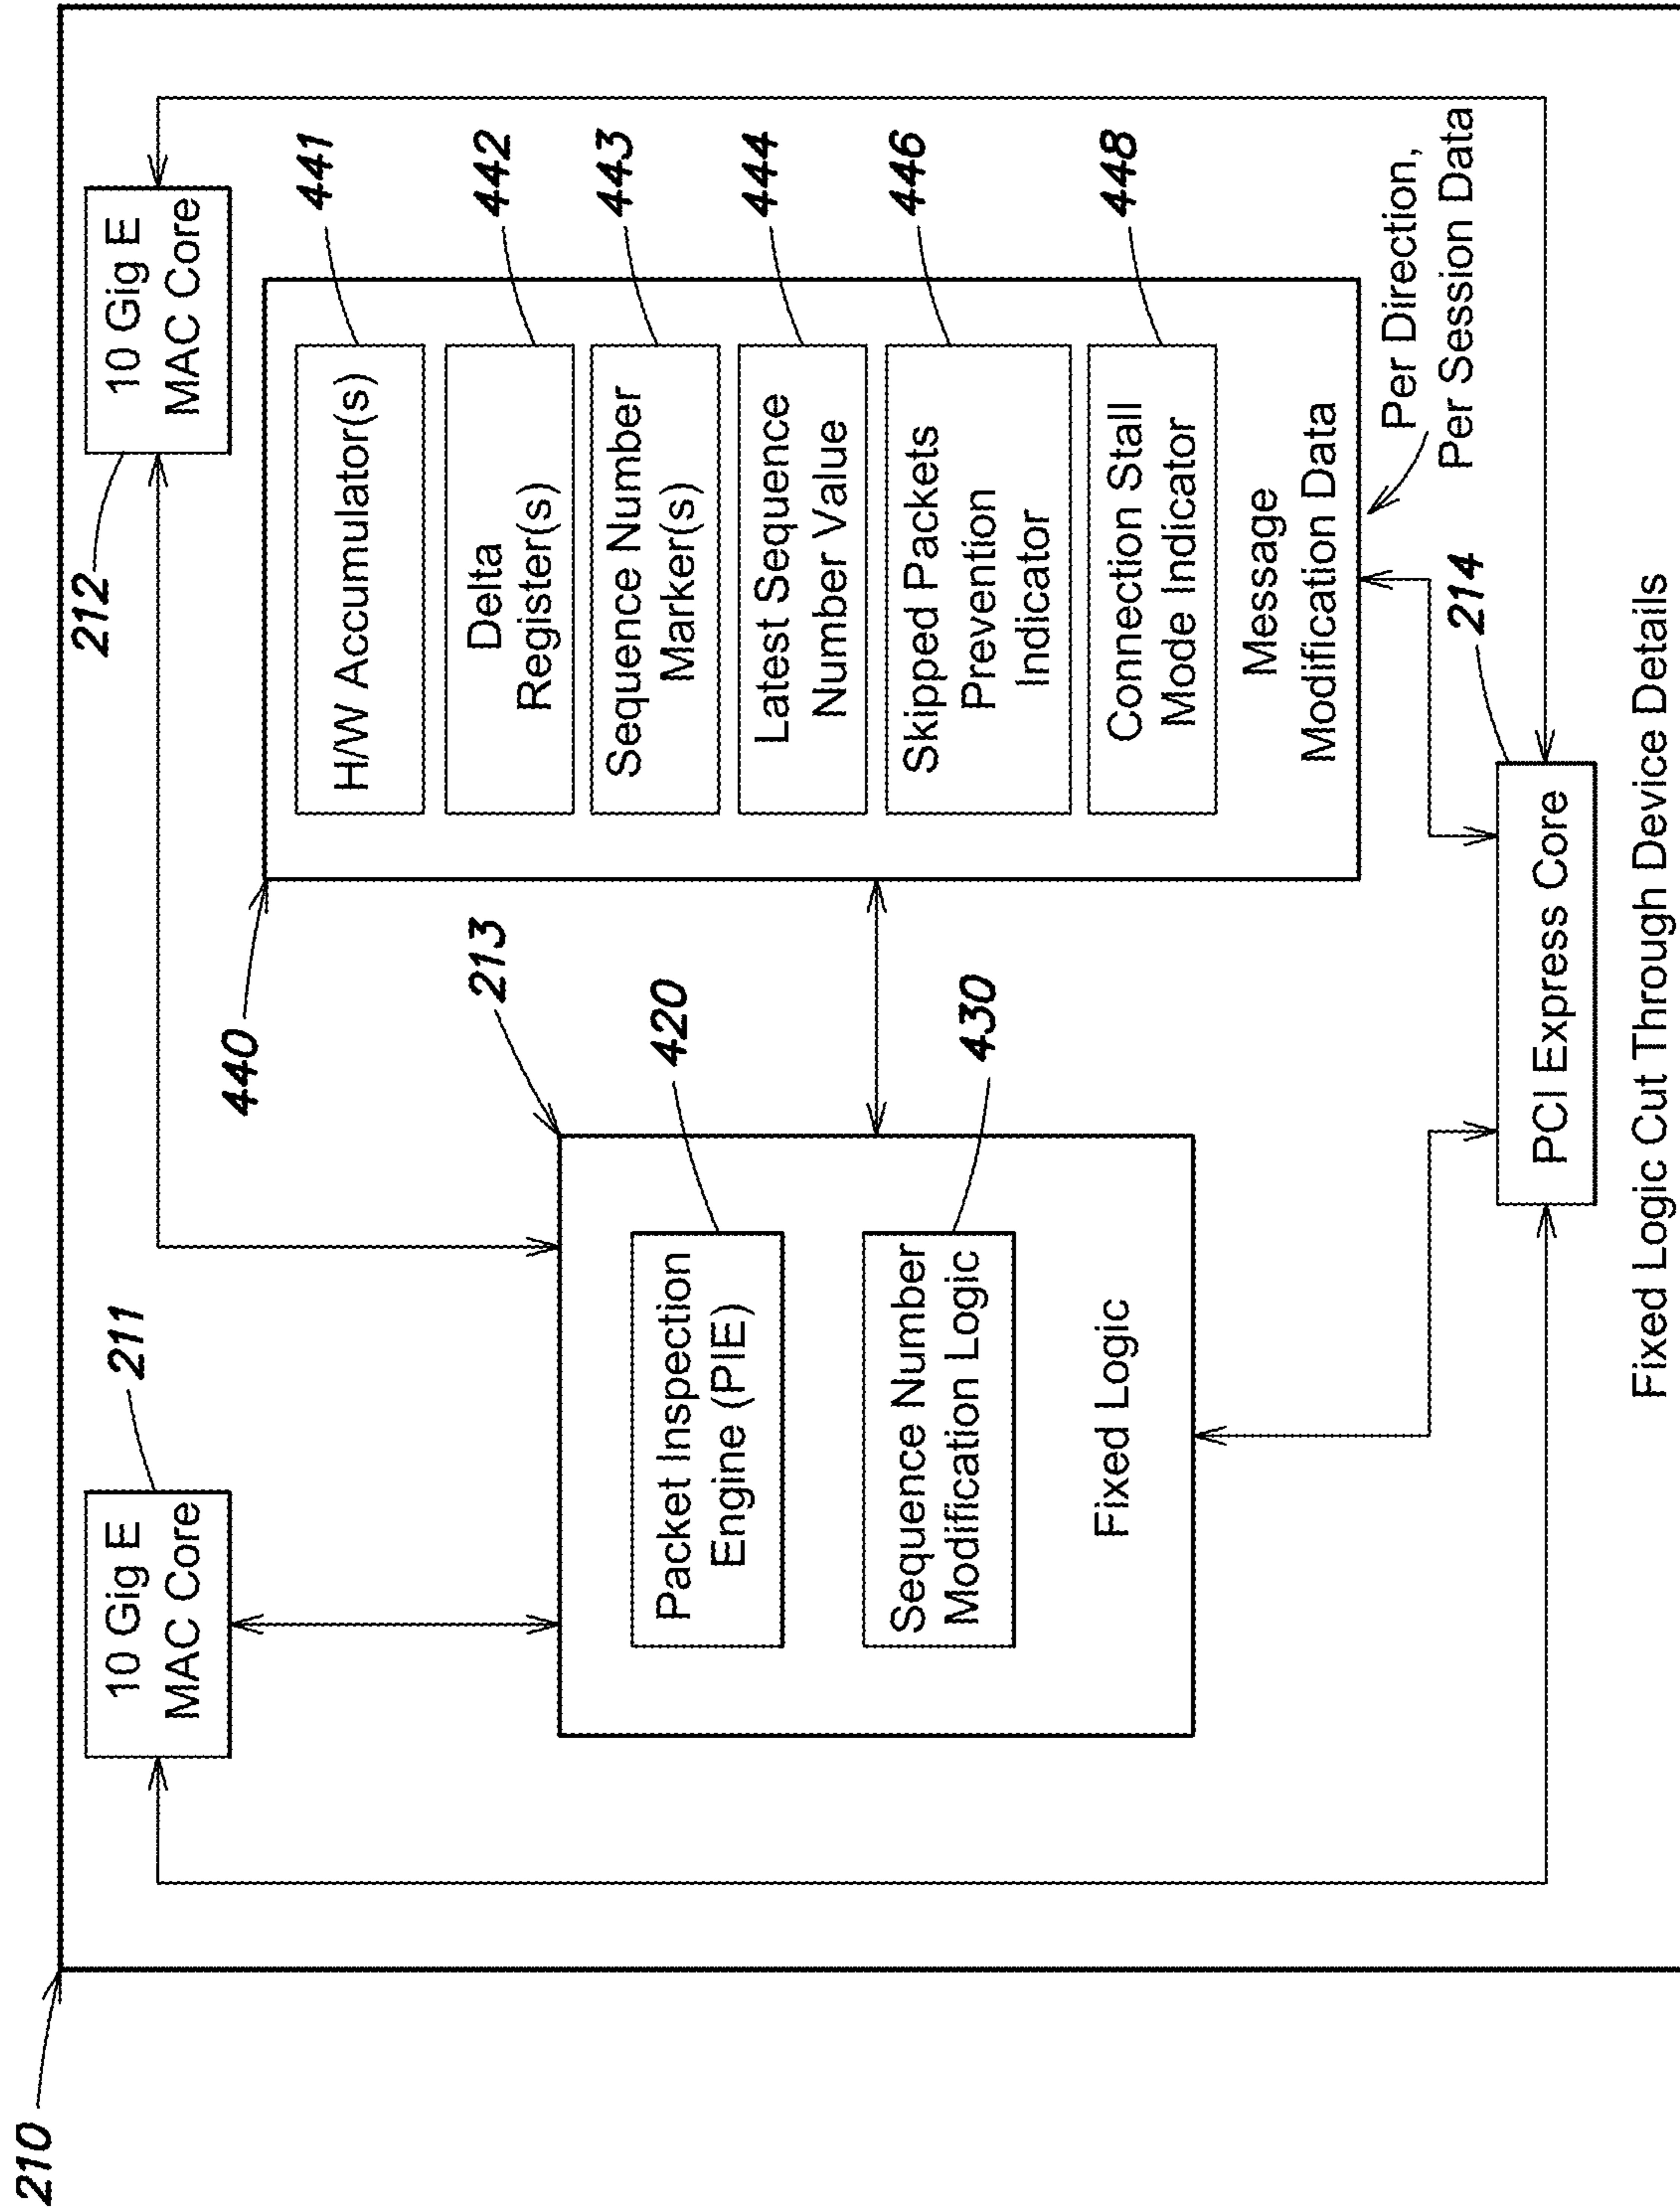 210
10 Gig E
MAC Core
211
10 Gig E
MAC Core
212
213
Packet Inspection
Engine (PIE)
420
Sequence Number
Modification Logic
430
Fixed Logic
440
H/W Accumulator(s)
441
Delta
Register(s)
442
Sequence Number
Marker(s)
443
Latest Sequence
Number Value
444
Skipped Packets
Prevention
Indicator
446
Connection Stall
Mode Indicator
448
Message
Modification Data
Per Direction,
Per Session Data
PCI Express Core
214
Fixed Logic Cut Through Device Details